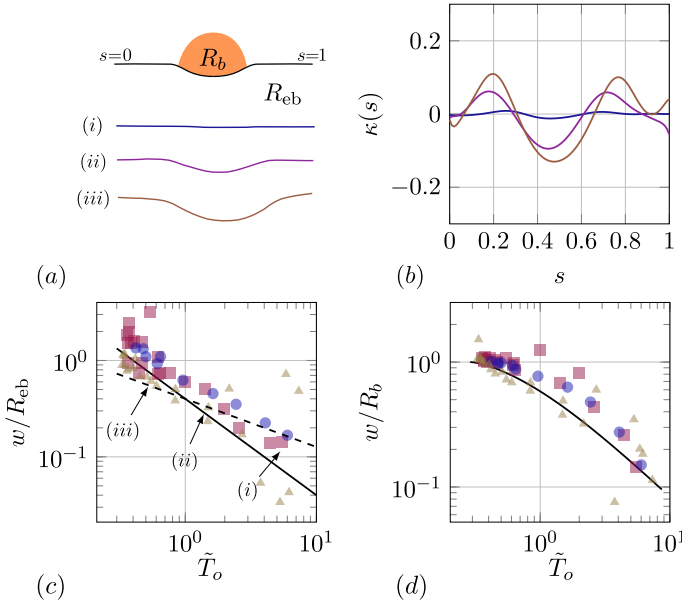 s=0
s=1
R_b
R_eb
(i)
(ii)
(iii)
(a)
κ(s)
0.2
0
−0.2
0 0.2 0.4 0.6 0.8 1
s
(b)
w/R_eb
10^0
10^−1
(iii)
(ii)
(i)
10^0 10^1
T̃_o
(c)
w/R_b
10^0
10^−1
10^0 10^1
T̃_o
(d)